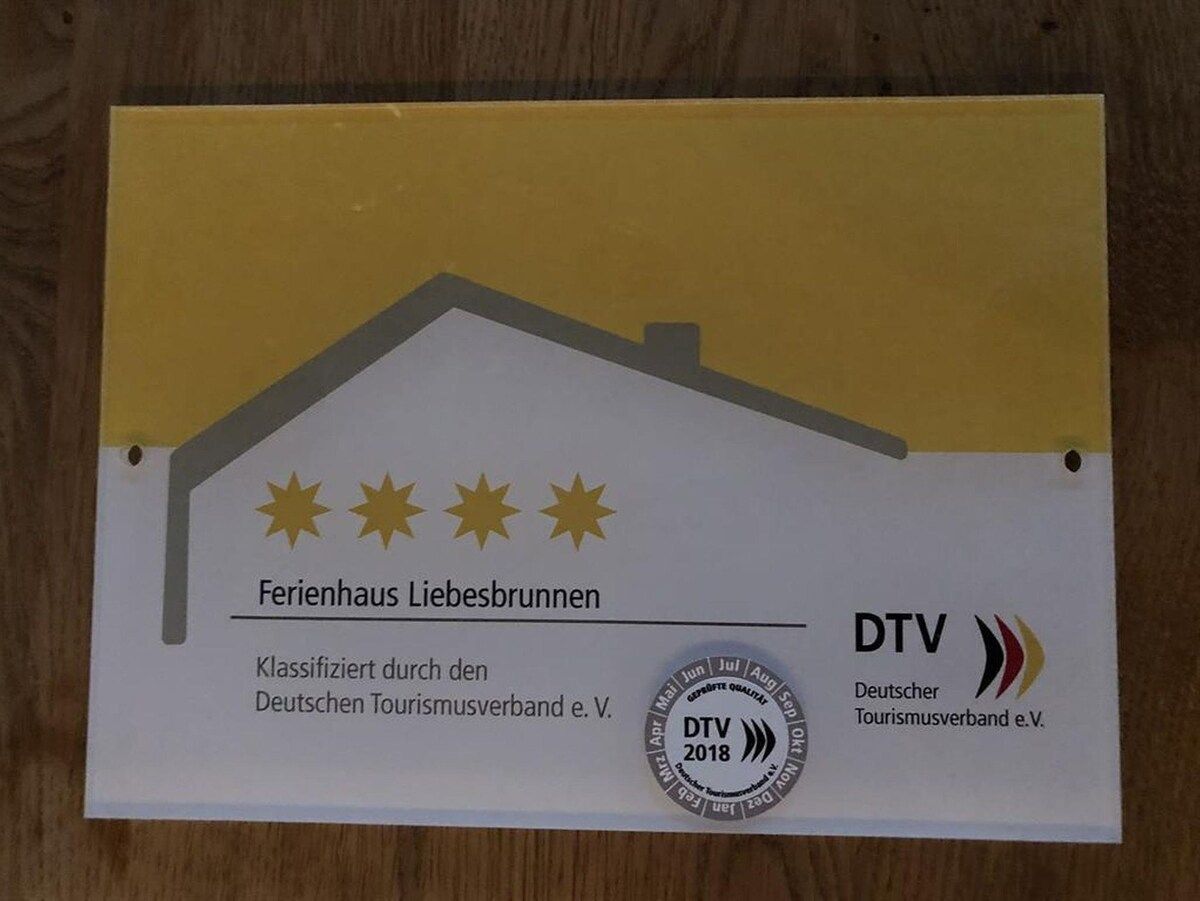 Ferienhaus Liebesbrunnen
Klassifiziert durch den
Deutschen Tourismusverband e. V.
DTV
Deutscher
Tourismusverband e.V.
Jan Feb Mrz Apr Mai Jun Jul Aug Sep Okt Nov Dez
GEPRÜFTE QUALITÄT
DTV
2018
Deutscher Tourismusverband e.V.